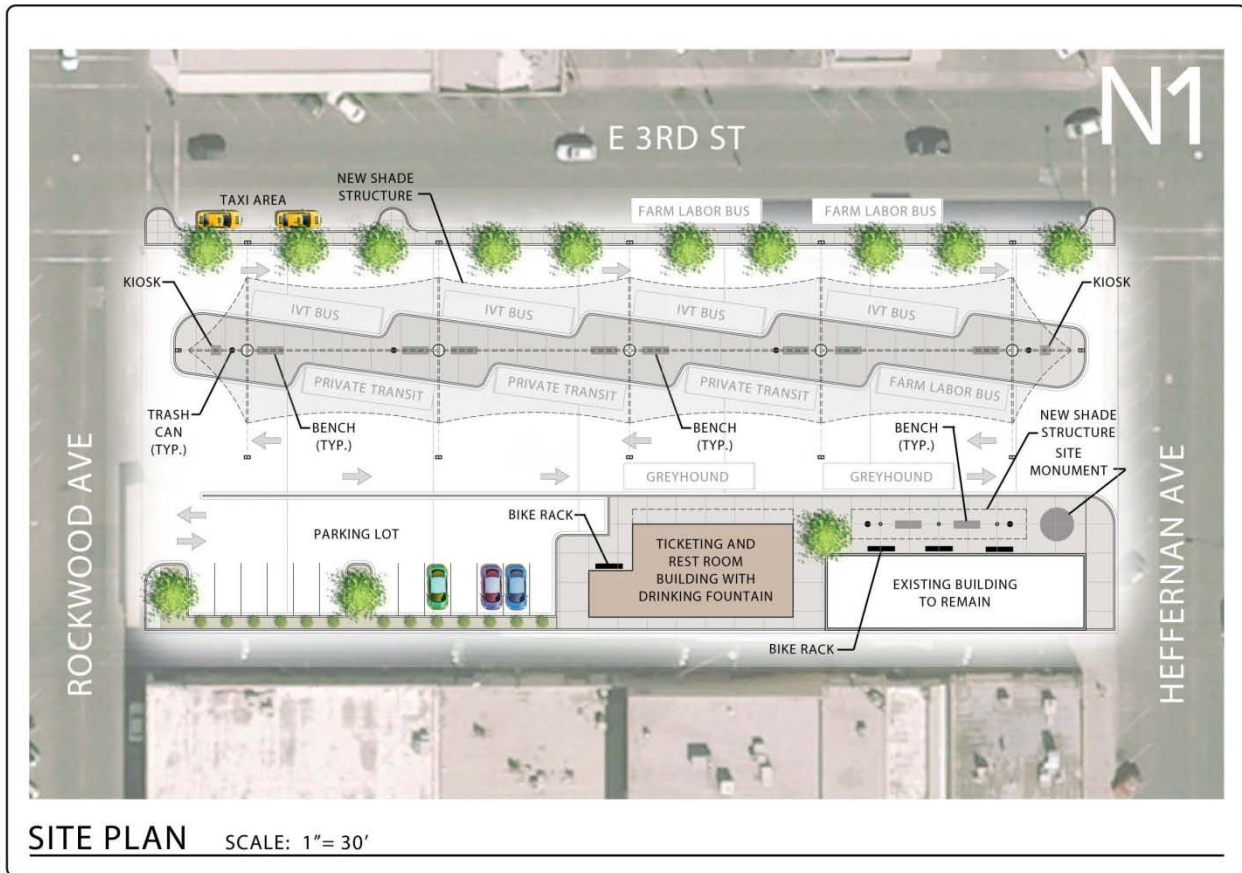 N1
E 3RD ST
NEW SHADE
STRUCTURE
TAXI AREA
FARM LABOR BUS
FARM LABOR BUS
KIOSK
KIOSK
IVT BUS
IVT BUS
IVT BUS
IVT BUS
PRIVATE TRANSIT
PRIVATE TRANSIT
PRIVATE TRANSIT
FARM LABOR BUS
TRASH
CAN
(TYP.)
BENCH
(TYP.)
BENCH
(TYP.)
BENCH
(TYP.)
NEW SHADE
STRUCTURE
SITE
MONUMENT
GREYHOUND
GREYHOUND
ROCKWOOD AVE
HEFFERNAN AVE
PARKING LOT
BIKE RACK
TICKETING AND
REST ROOM
BUILDING WITH
DRINKING FOUNTAIN
EXISTING BUILDING
TO REMAIN
BIKE RACK
SITE PLAN
SCALE: 1"= 30'